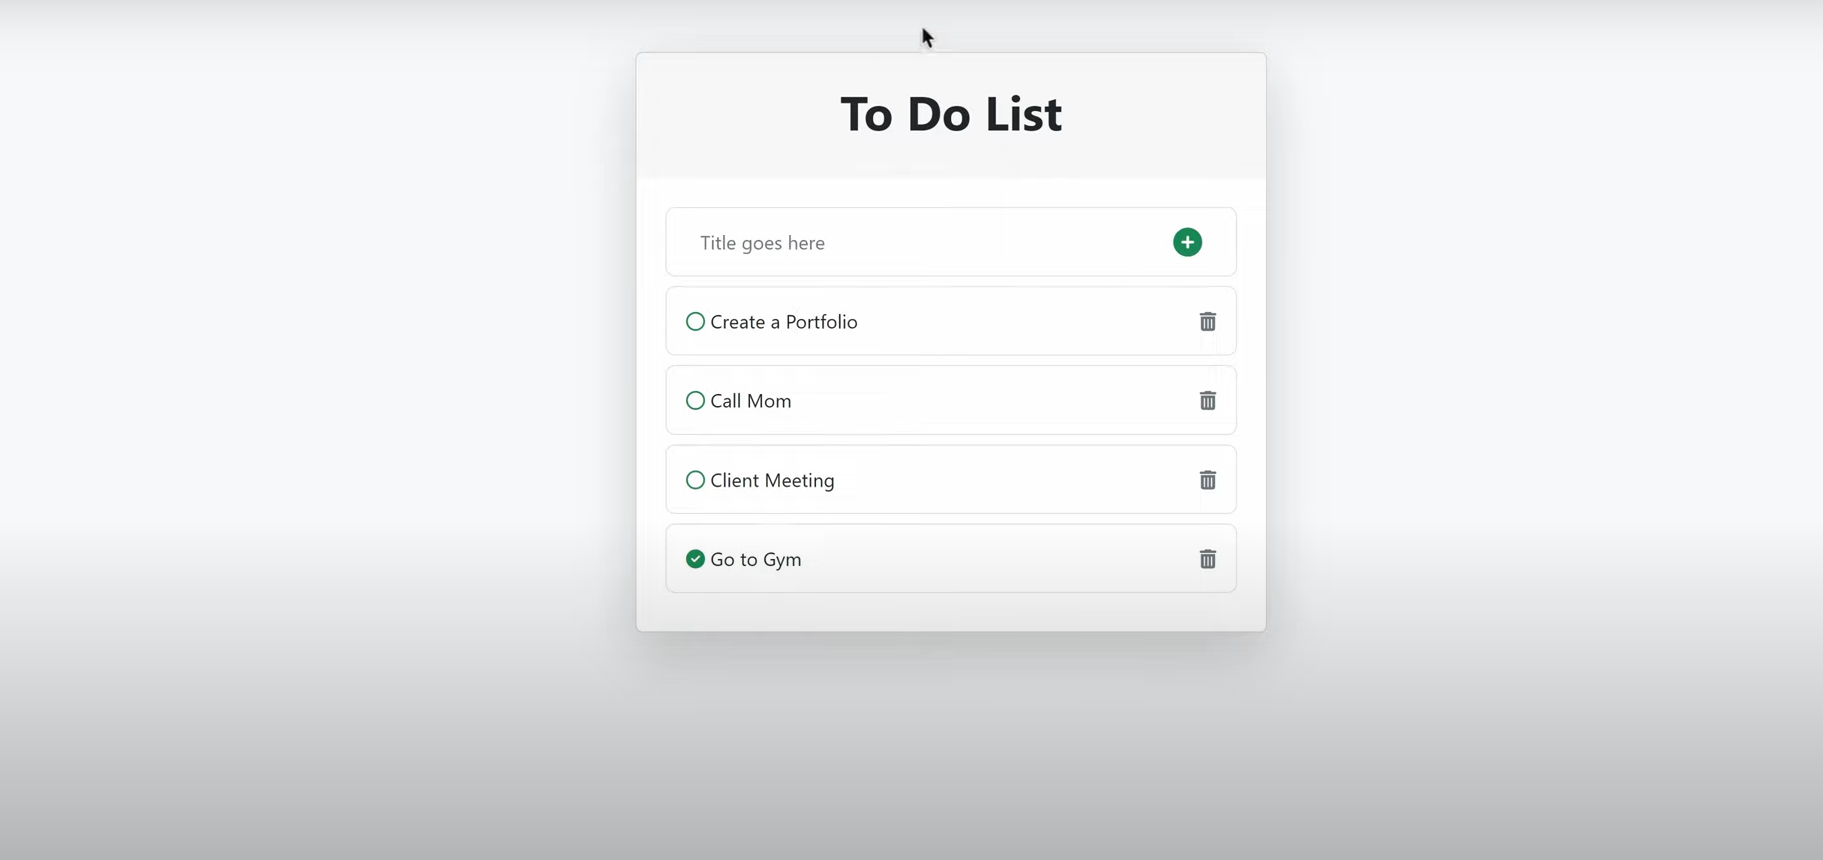 To Do List
Title goes here
Create a Portfolio
Call Mom
Client Meeting
Go to Gym